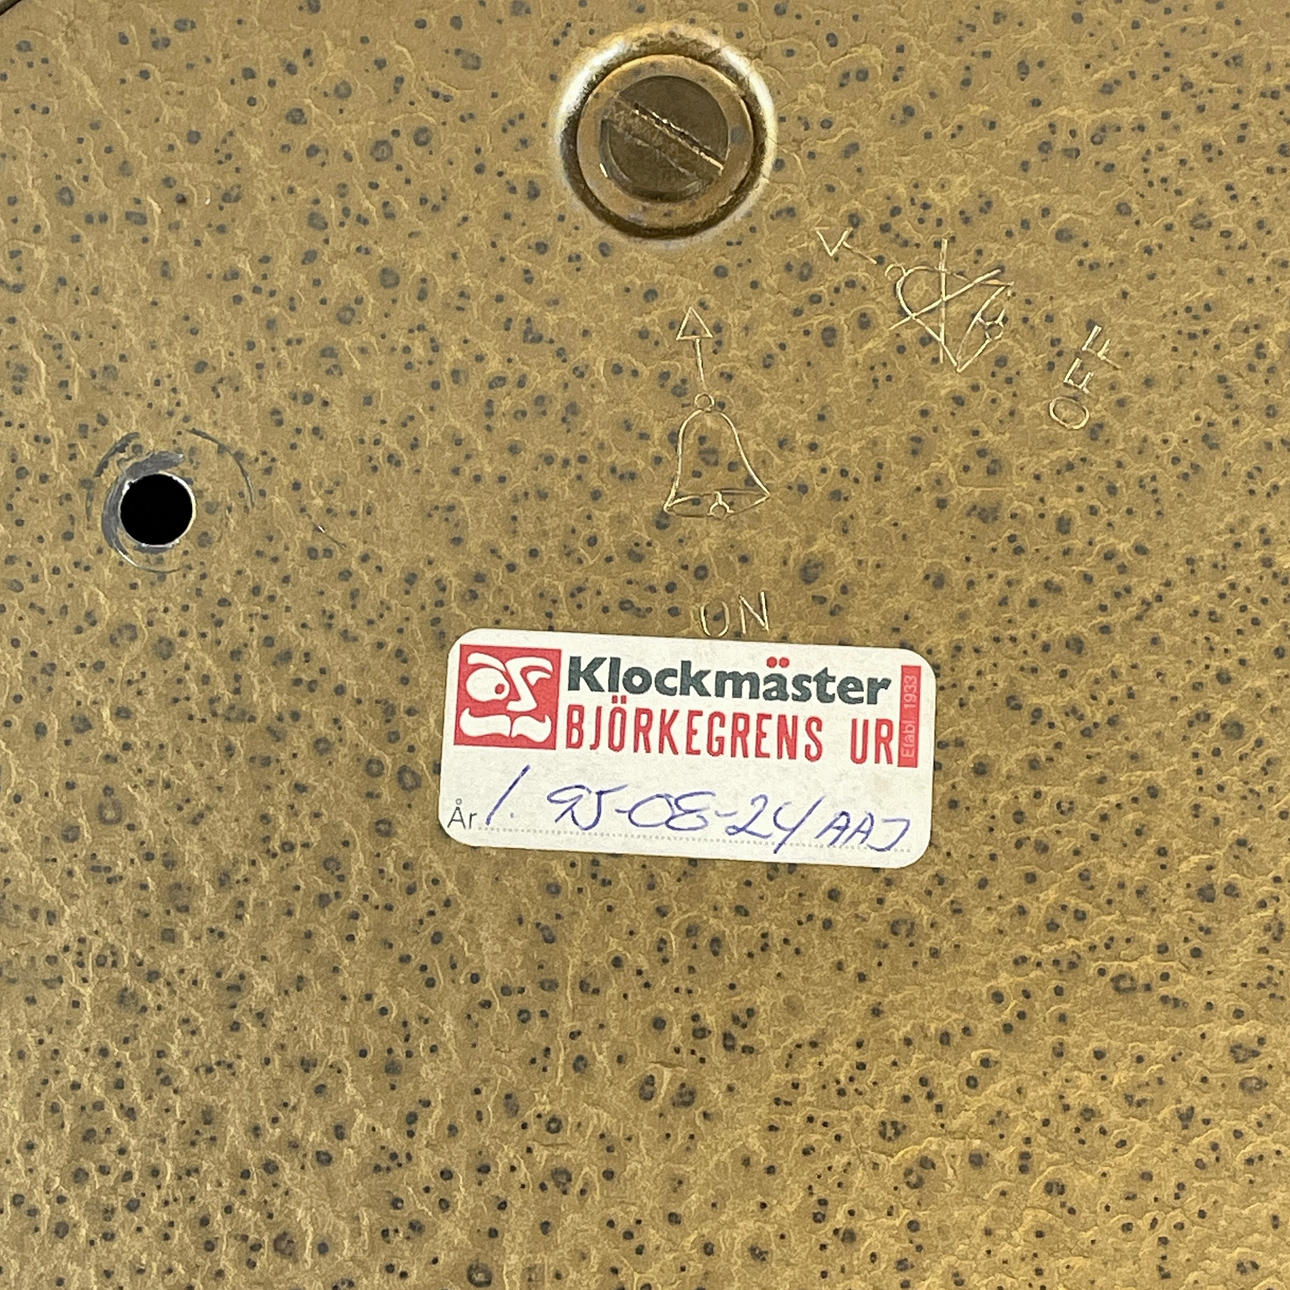 OFF
ON
Klockmäster
BJÖRKEGRENS UR
Etabl. 1933
År 1. 95-08-24 AAJ